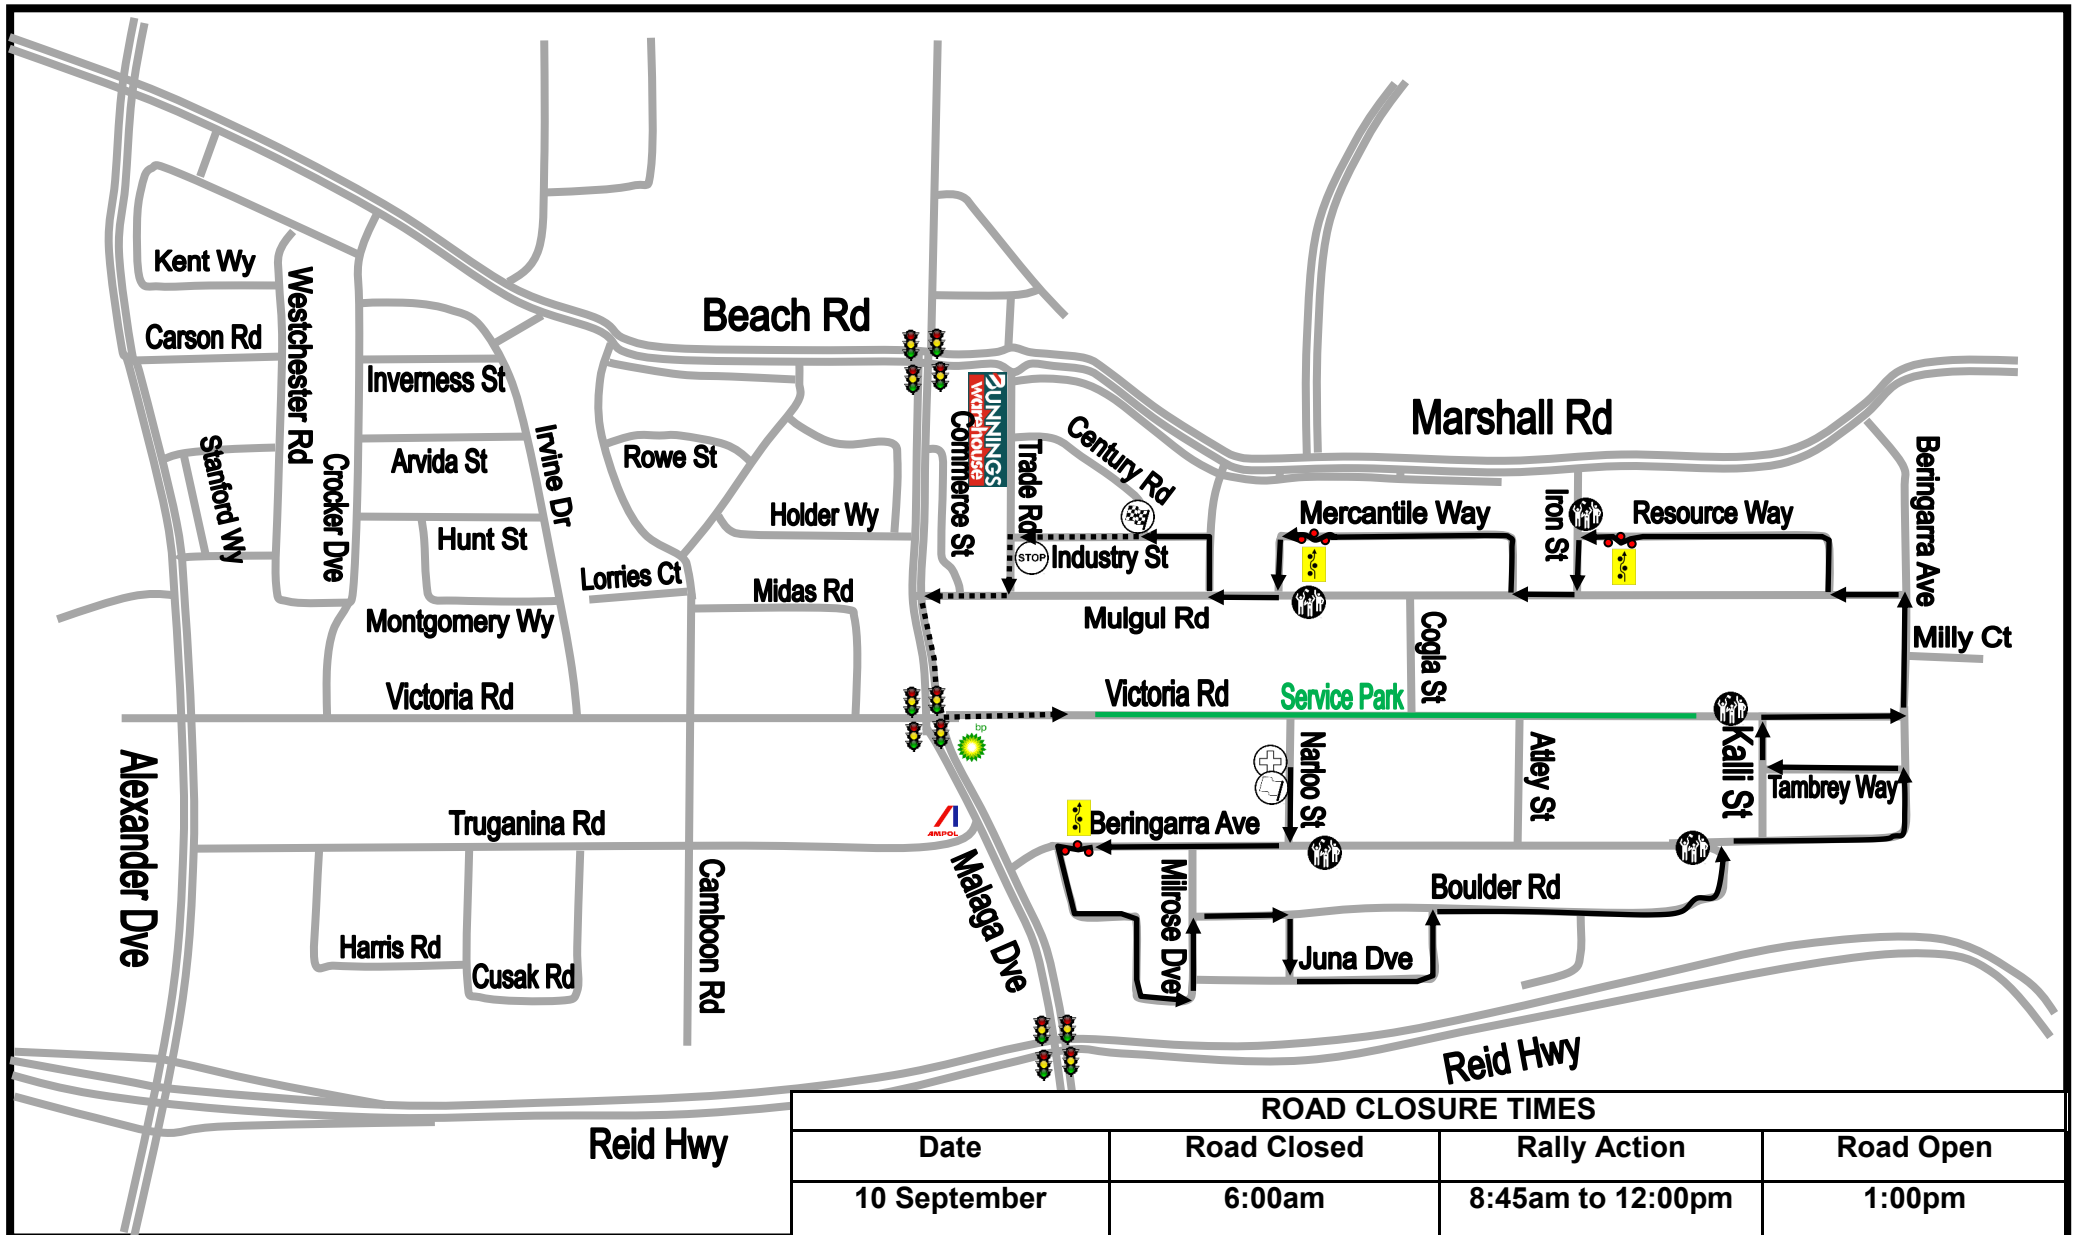 Kent Wy
Carson Rd
Westchester Rd
Stanford Wy
Crocker Dve
Inverness St
Arvida St
Hunt St
Irvine Dr
Montgomery Wy
Lorries Ct
Rowe St
Beach Rd
Holder Wy
Midas Rd
BUNNINGS
warehouse
Commerce St
Trade Rd
Century Rd
STOP
Industry St
Marshall Rd
Mercantile Way
Iron St
Resource Way
Beringarra Ave
Mulgul Rd
Cogla St
Milly Ct
Victoria Rd
Victoria Rd
Service Park
bp
Alexander Dve
Truganina Rd
AMPOL
Beringarra Ave
Narloo St
Atley St
Kalli St
Tambrey Way
Harris Rd
Cusak Rd
Camboon Rd
Malaga Dve
Milrose Dve
Boulder Rd
Juna Dve
Reid Hwy
Reid Hwy
ROAD CLOSURE TIMES
Date Road Closed Rally Action Road Open
10 September 6:00am 8:45am to 12:00pm 1:00pm